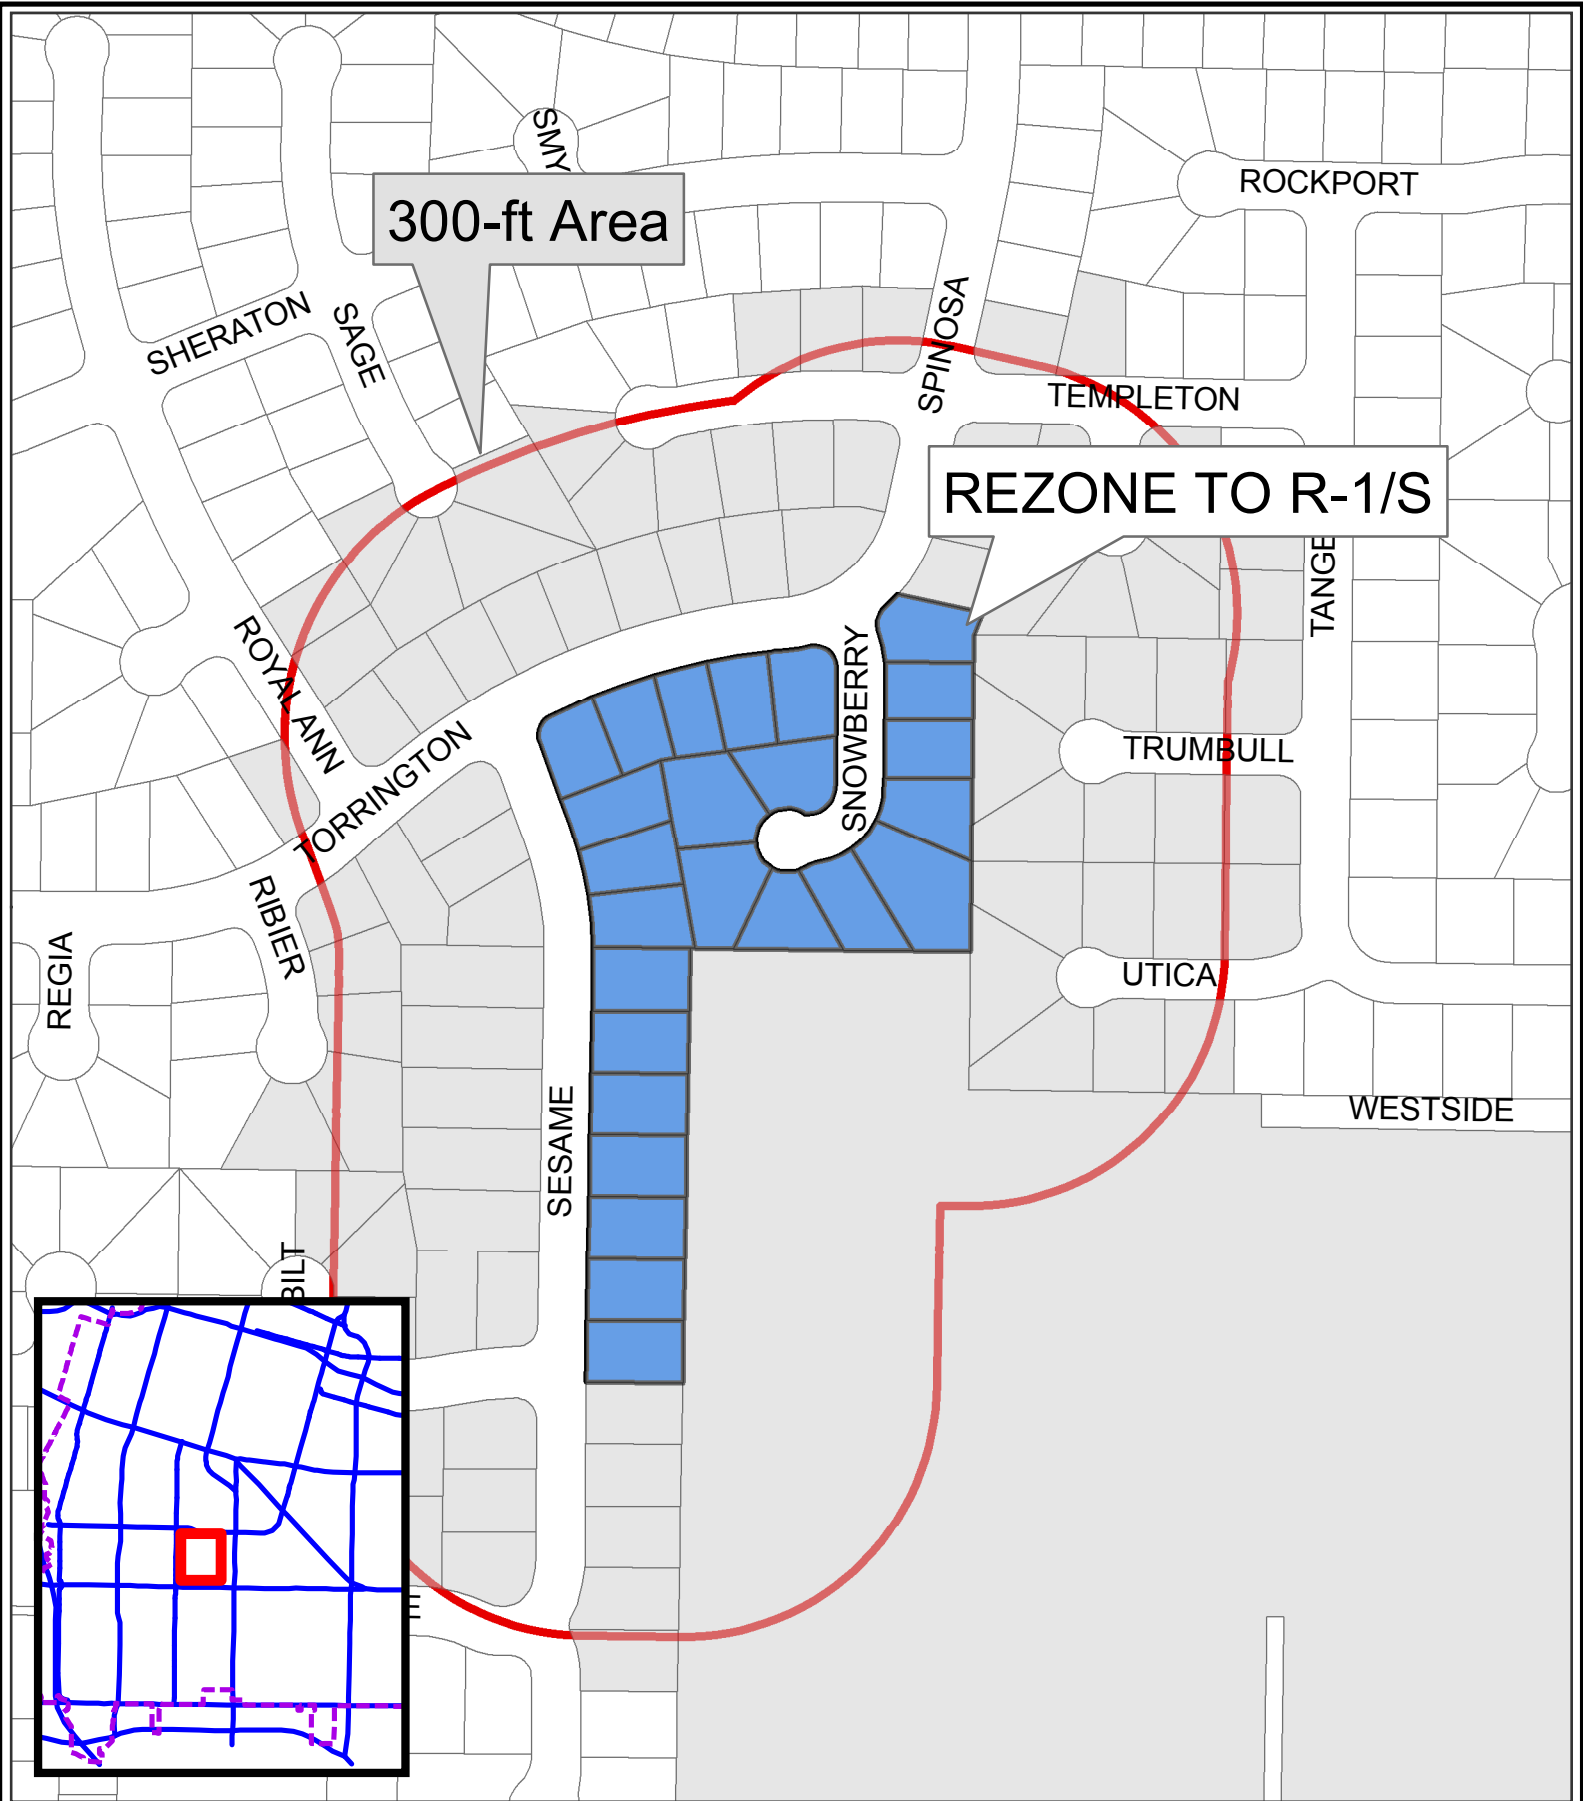 SMY
ROCKPORT
300-ft Area
SPINOSA
SHERATON
SAGE
TEMPLETON
REZONE TO R-1/S
TANGE
ROYAL ANN
SNOWBERRY
TORRINGTON
TRUMBULL
RIBIER
REGIA
UTICA
SESAME
WESTSIDE
BILT
E